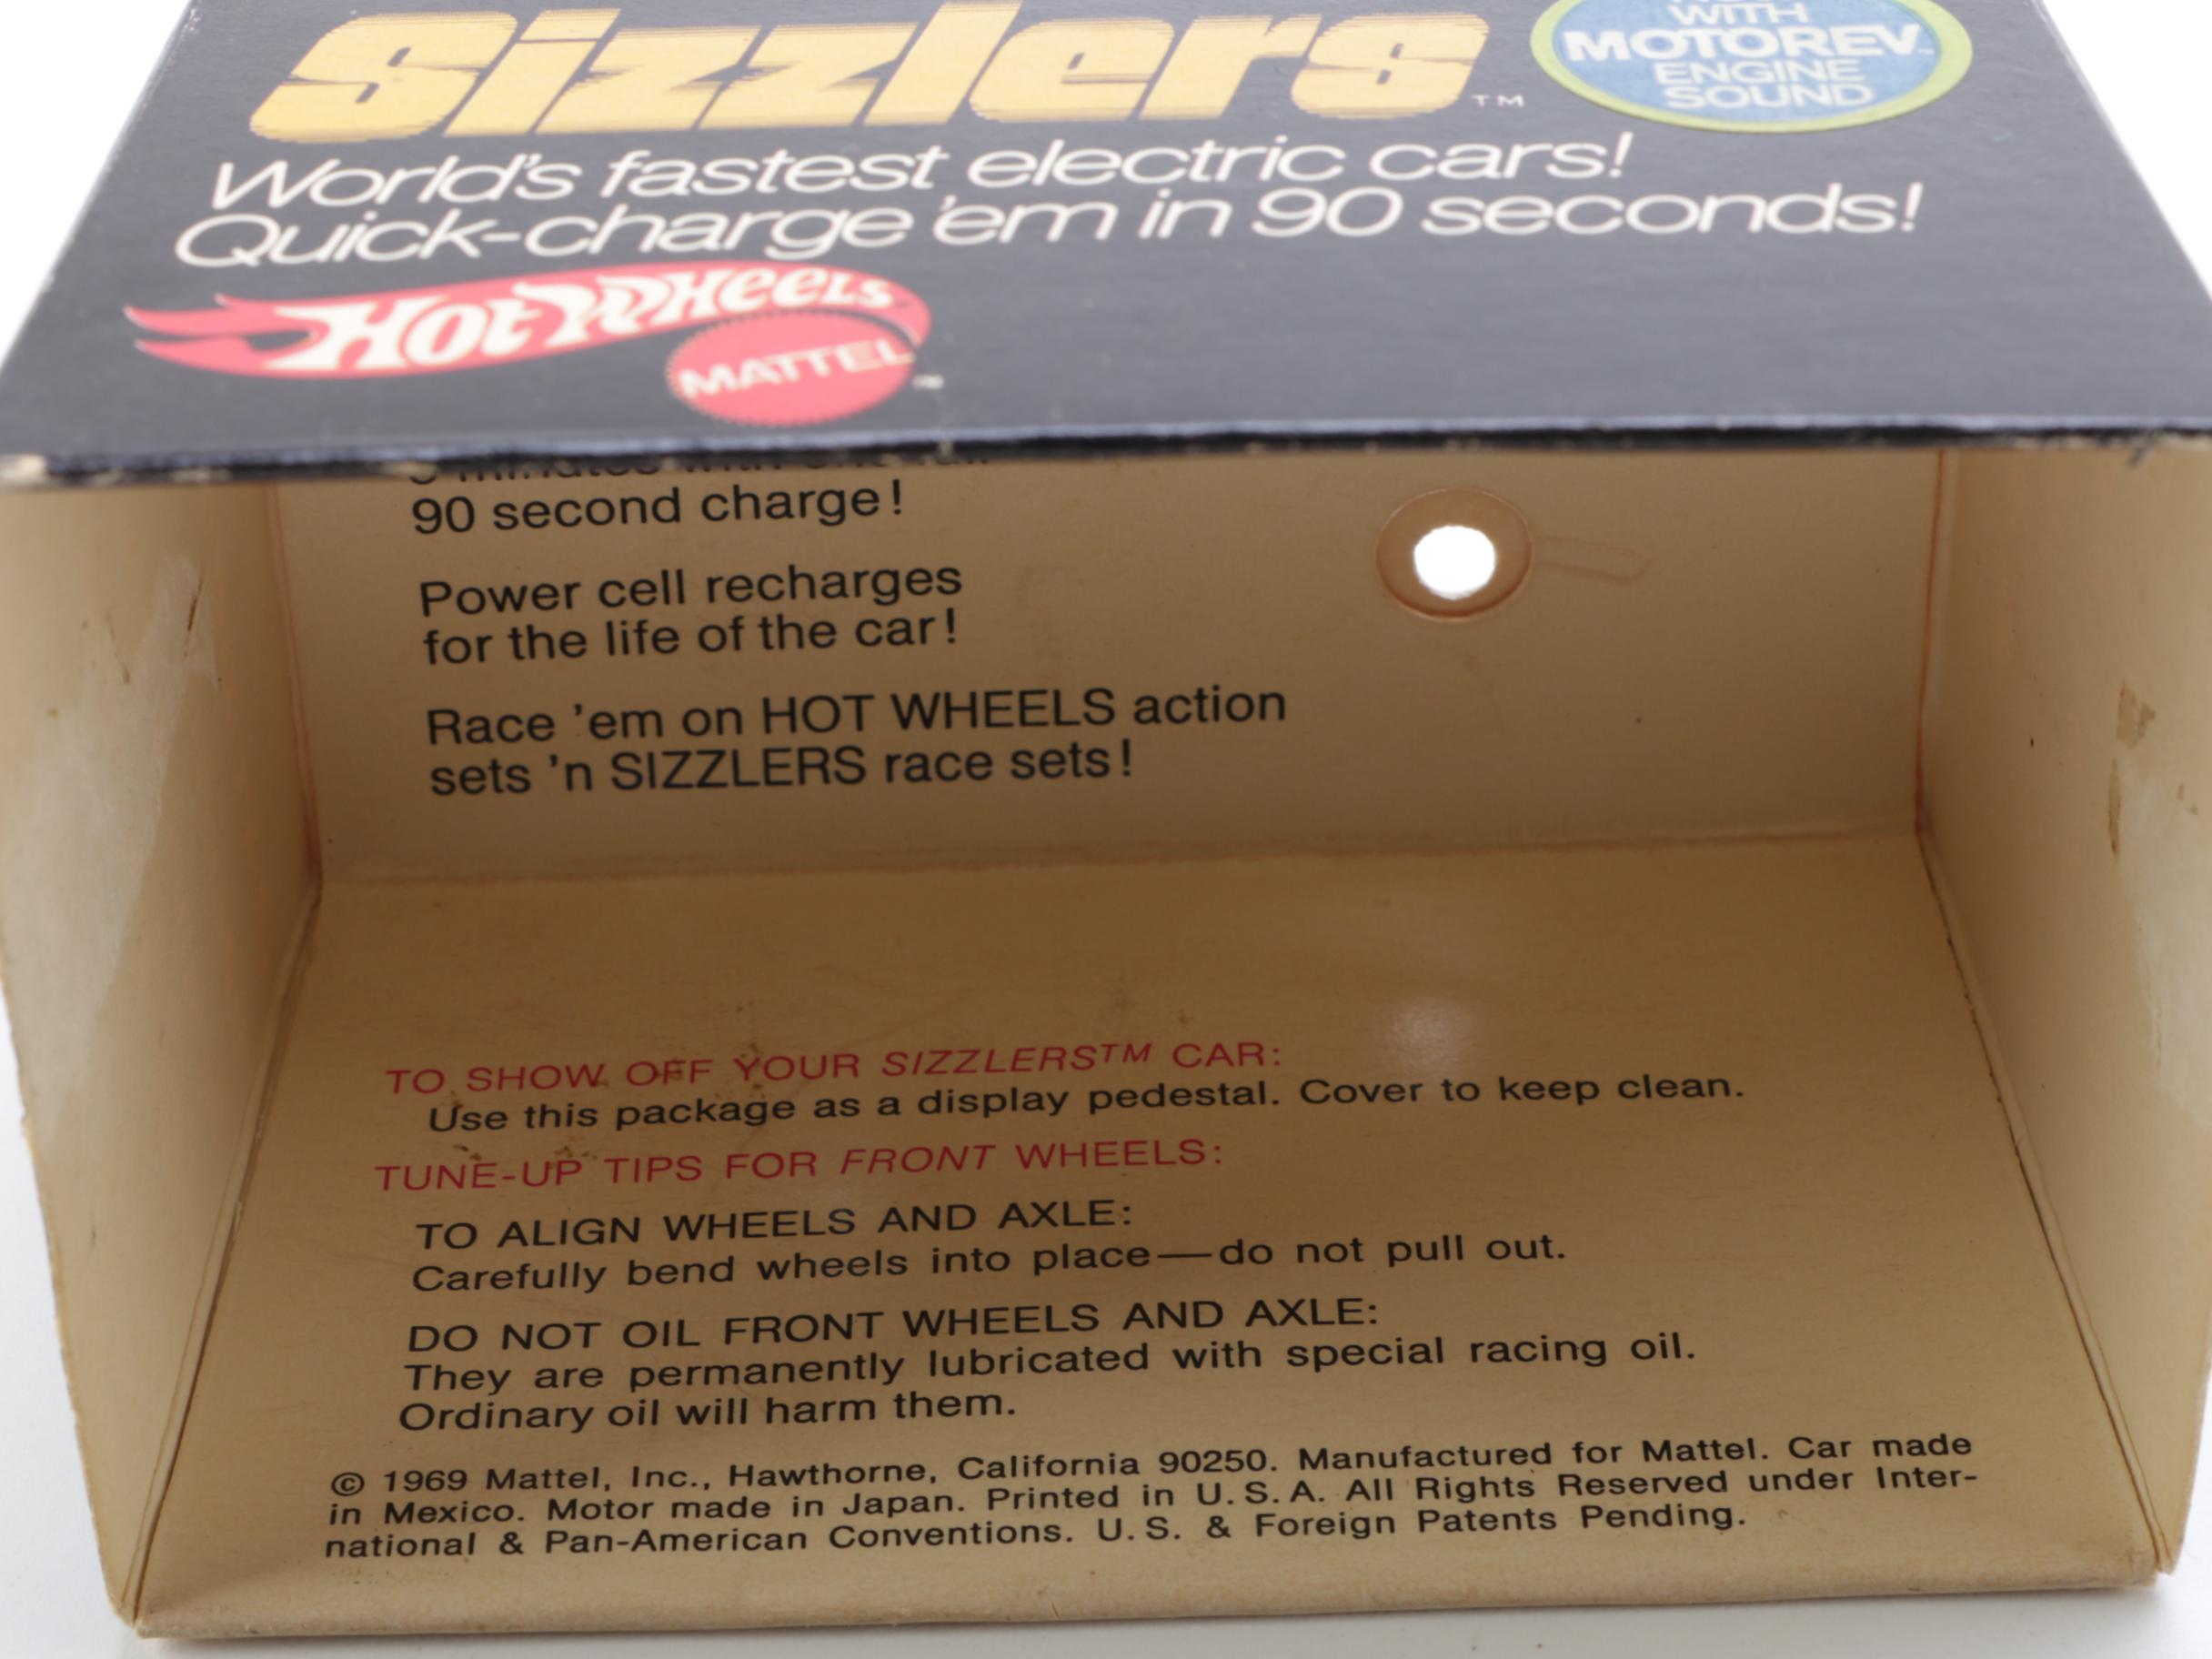 Sizzlers™
WITH
MOTOREV™
ENGINE
SOUND
World's fastest electric cars!
Quick-charge 'em in 90 seconds!
HOT WHEELS
MATTEL™
90 second charge!
Power cell recharges
for the life of the car!
Race 'em on HOT WHEELS action
sets 'n SIZZLERS race sets!
TO SHOW OFF YOUR SIZZLERS™ CAR:
Use this package as a display pedestal. Cover to keep clean.
TUNE-UP TIPS FOR FRONT WHEELS:
TO ALIGN WHEELS AND AXLE:
Carefully bend wheels into place—do not pull out.
DO NOT OIL FRONT WHEELS AND AXLE:
They are permanently lubricated with special racing oil.
Ordinary oil will harm them.
© 1969 Mattel, Inc., Hawthorne, California 90250. Manufactured for Mattel. Car made
in Mexico. Motor made in Japan. Printed in U.S.A. All Rights Reserved under Inter-
national & Pan-American Conventions. U.S. & Foreign Patents Pending.